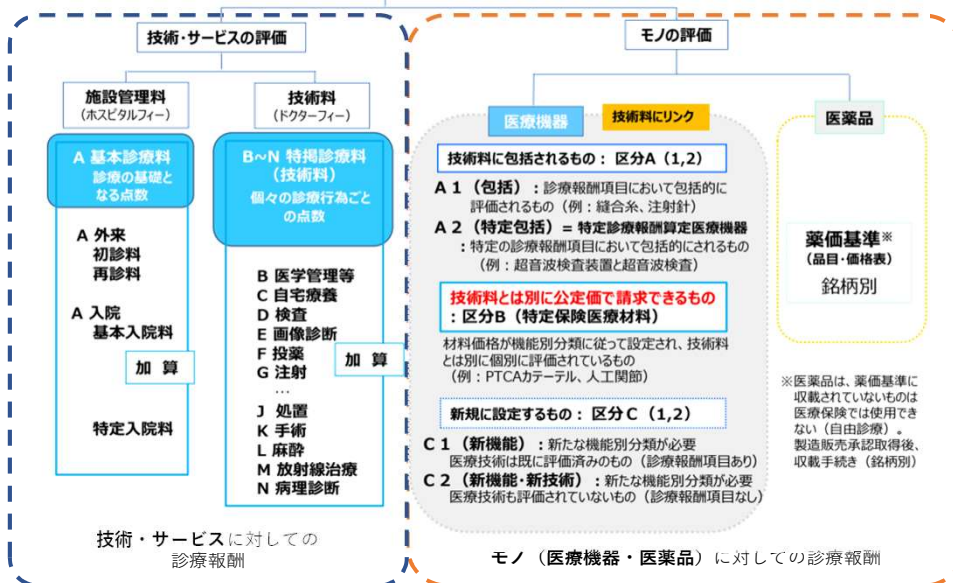 技術・サービスの評価
施設管理料
（ホスピタルフィー）
A 基本診療料
診療の基礎と
なる点数
A 外来
初診料
再診料
A 入院
基本入院料
加 算
特定入院料
技術料
（ドクターフィー）
B~N 特掲診療料
（技術料）
個々の診療行為ごと
の点数
B 医学管理等
C 自宅療養
D 検査
E 画像診断
F 投薬
G 注射
…
加 算
J 処置
K 手術
L 麻酔
M 放射線治療
N 病理診断
技術・サービスに対しての
診療報酬
モノの評価
医療機器
技術料にリンク
技術料に包括されるもの：区分A（1,2）
A１（包括）：診療報酬項目において包括的に
評価されるもの（例：縫合糸、注射針）
A２（特定包括）＝特定診療報酬算定医療機器
：特定の診療報酬項目において包括的にされるもの
（例：超音波検査装置と超音波検査）
技術料とは別に公定価で請求できるもの
：区分B（特定保険医療材料）
材料価格が機能別分類に従って設定され、技術料
とは別に個別に評価されているもの
（例：PTCAカテーテル、人工関節）
新規に設定するもの：区分C（1,2）
C１（新機能）：新たな機能別分類が必要
医療技術は既に評価済みのもの（診療報酬項目あり）
C２（新機能・新技術）：新たな機能別分類が必要
医療技術も評価されていないもの（診療報酬項目なし）
医薬品
薬価基準※
（品目・価格表）
銘柄別
※医薬品は、薬価基準に
収載されていないものは
医療保険では使用でき
ない（自由診療）。
製造販売承認取得後、
収載手続き（銘柄別）
モノ（医療機器・医薬品）に対しての診療報酬